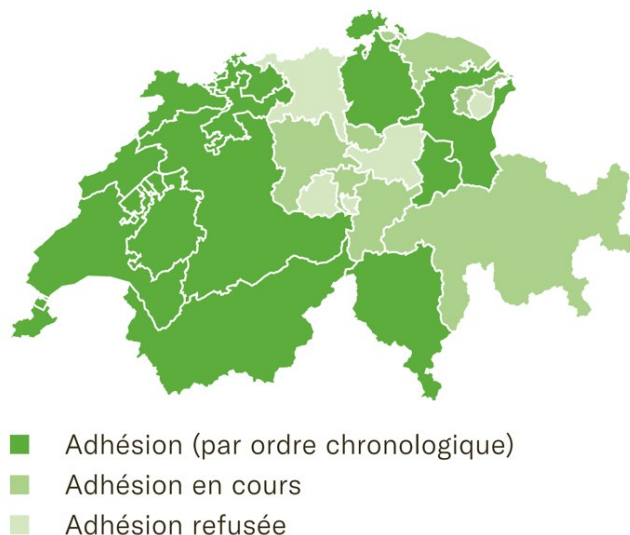 Adhésion (par ordre chronologique)
Adhésion en cours
Adhésion refusée